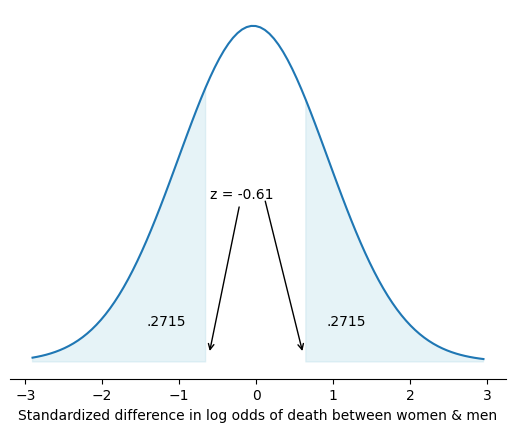 z = -0.61
.2715 .2715
−3 −2 −1 0 1 2 3
Standardized difference in log odds of death between women & men